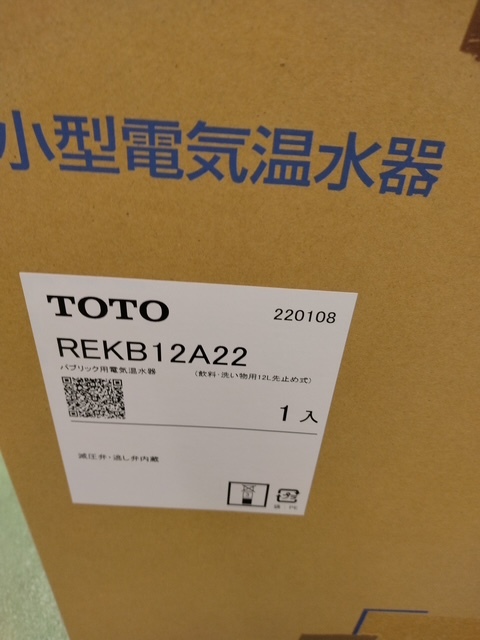 小型電気温水器
TOTO
220108
REKB12A22
パブリック用電気温水器 (飲料・洗い物用12L先止め式)
1入
減圧弁・逃し弁内蔵